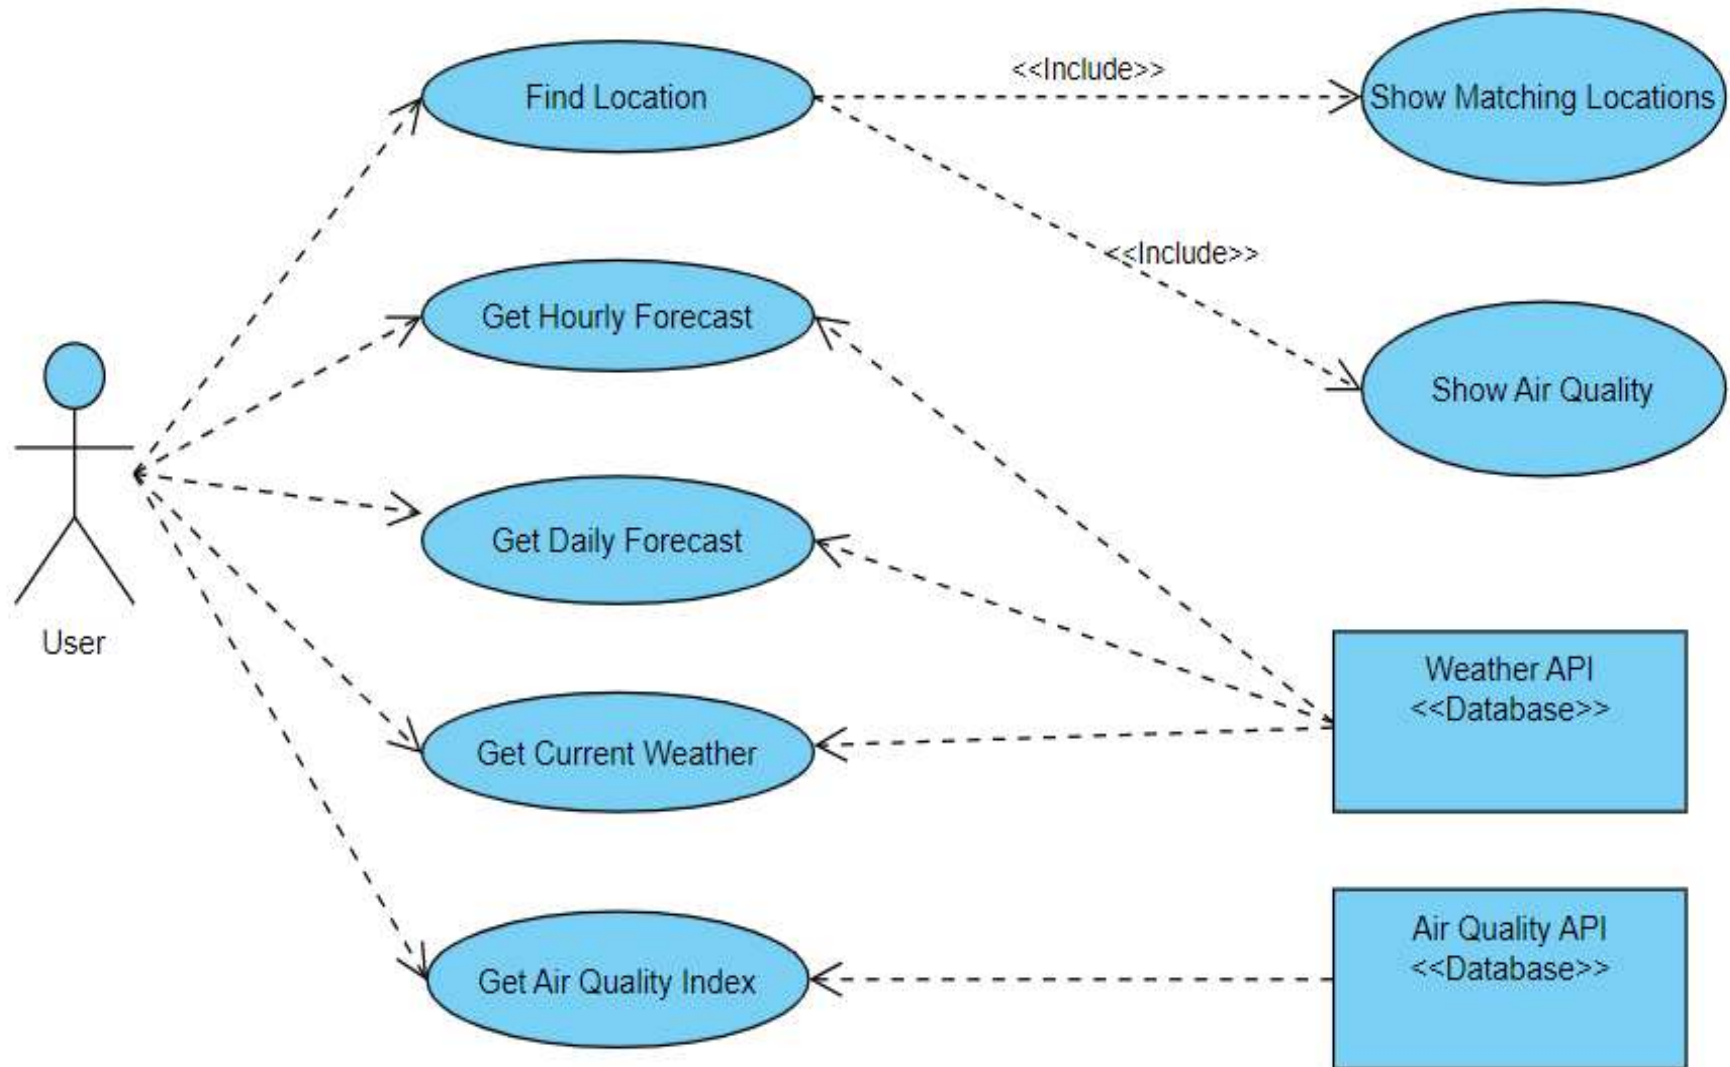 Find Location
<<Include>>
Show Matching Locations
<<Include>>
Get Hourly Forecast
Show Air Quality
Get Daily Forecast
User
Weather API
<<Database>>
Get Current Weather
Air Quality API
<<Database>>
Get Air Quality Index